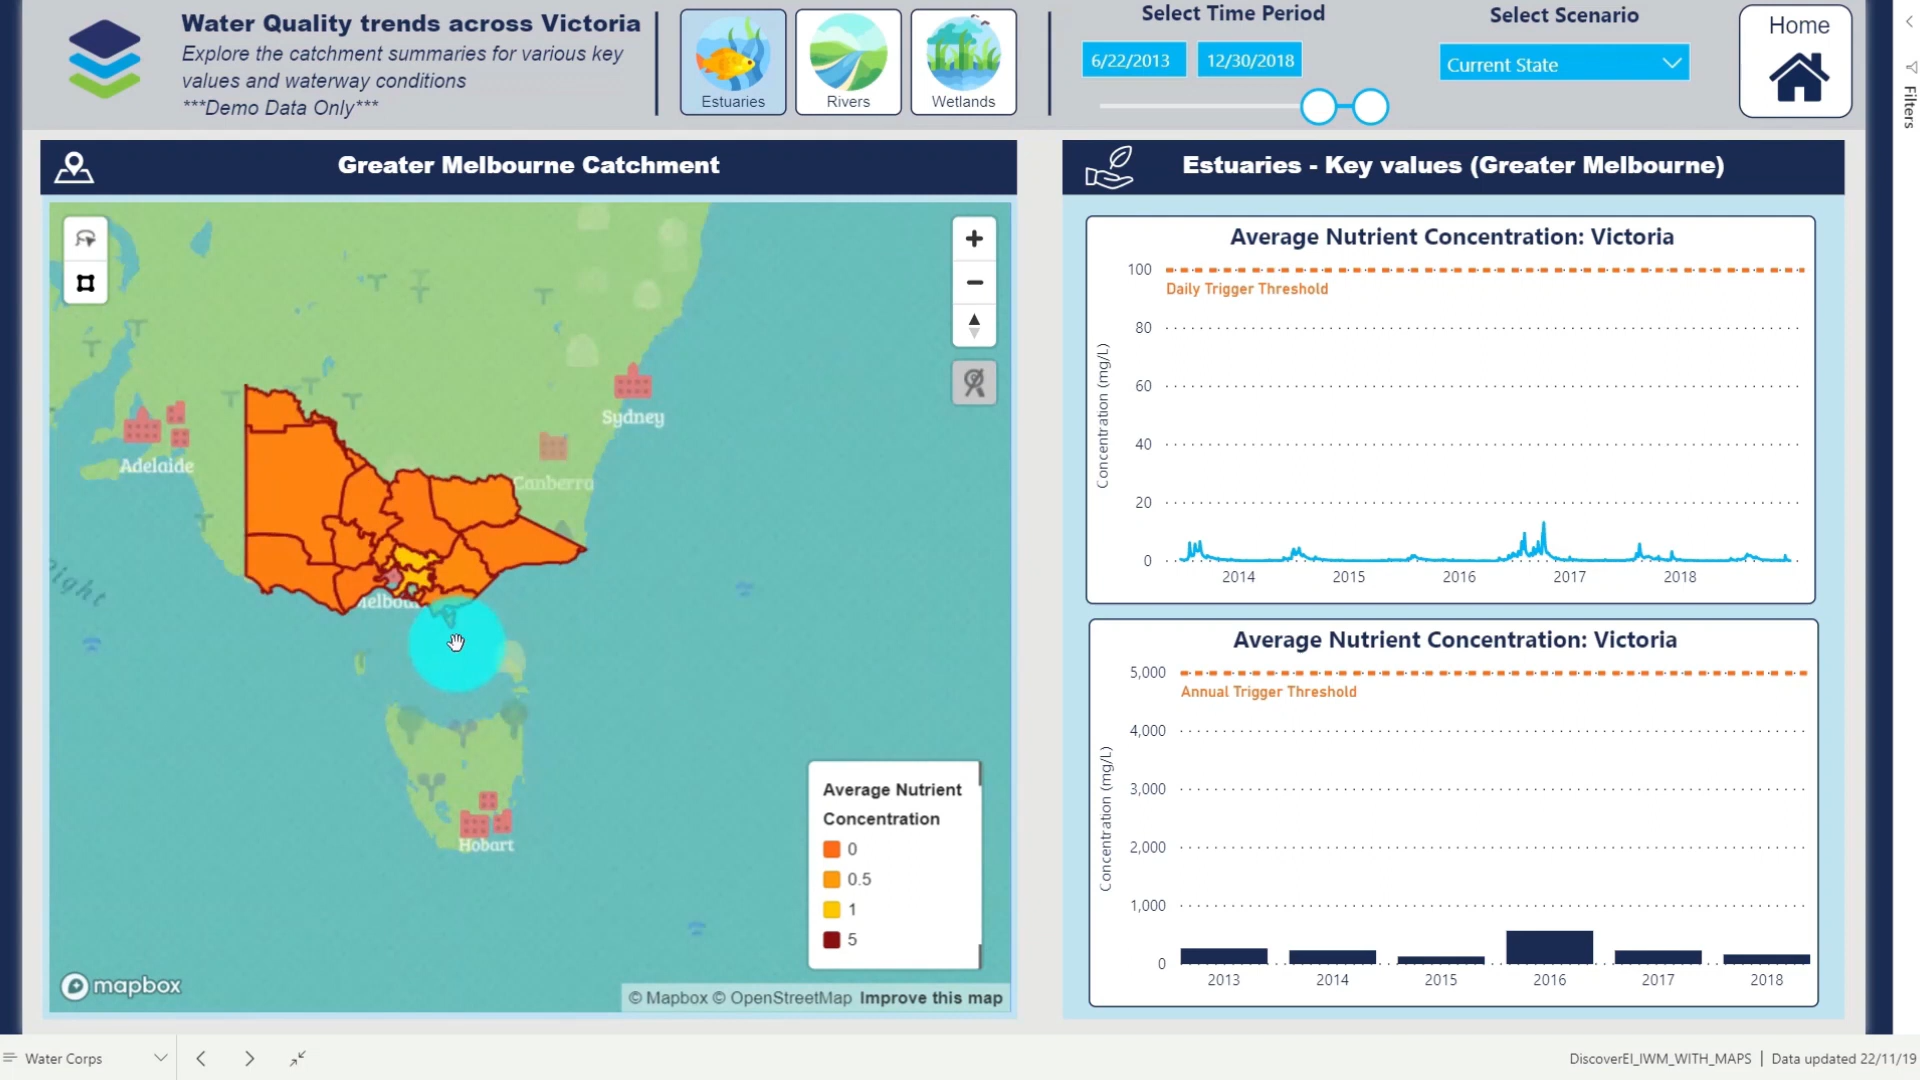 Water Quality trends across Victoria
Explore the catchment summaries for various key
values and waterway conditions
***Demo Data Only***
Estuaries
Rivers
Wetlands
Select Time Period
6/22/2013
12/30/2018
Select Scenario
Current State
Home
Filters
Greater Melbourne Catchment
Sydney
Adelaide
Canberra
Melbour
Hobart
Average Nutrient
Concentration
0
0.5
1
5
mapbox
© Mapbox © OpenStreetMap Improve this map
Estuaries - Key values (Greater Melbourne)
Average Nutrient Concentration: Victoria
100
Daily Trigger Threshold
80
60
40
20
0
Concentration (mg/L)
2014 2015 2016 2017 2018
Average Nutrient Concentration: Victoria
5,000
Annual Trigger Threshold
4,000
3,000
2,000
1,000
0
Concentration (mg/L)
2013 2014 2015 2016 2017 2018
Water Corps
DiscoverEI_IWM_WITH_MAPS | Data updated 22/11/19